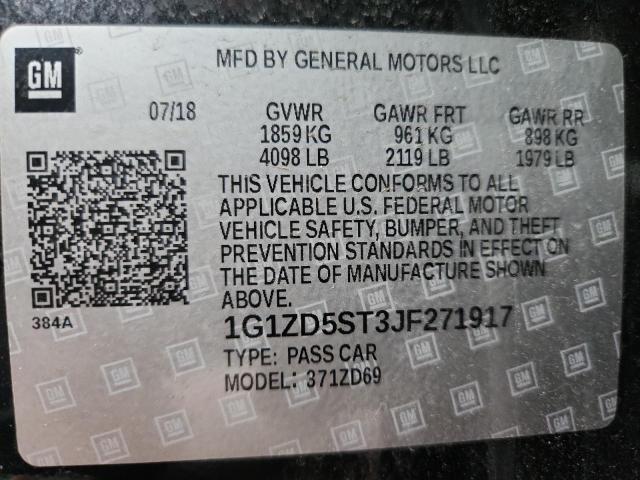 GM
MFD BY GENERAL MOTORS LLC
07/18 GVWR GAWR FRT GAWR RR
1859 KG 961 KG 898 KG
4098 LB 2119 LB 1979 LB
THIS VEHICLE CONFORMS TO ALL
APPLICABLE U.S. FEDERAL MOTOR
VEHICLE SAFETY, BUMPER, AND THEFT
PREVENTION STANDARDS IN EFFECT ON
THE DATE OF MANUFACTURE SHOWN
ABOVE.
384A
1G1ZD5ST3JF271917
TYPE: PASS CAR
MODEL: 371ZD69